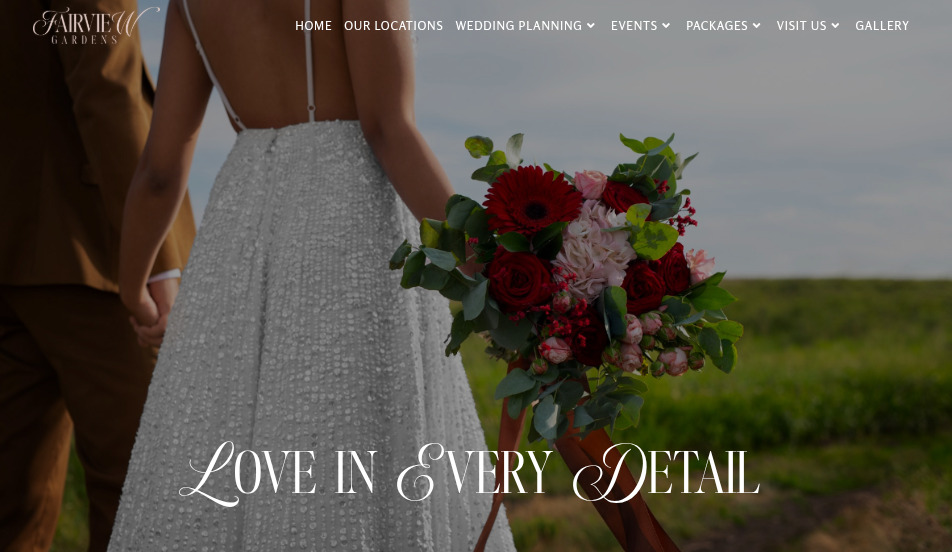 FAIRVIEW
GARDENS
HOME OUR LOCATIONS WEDDING PLANNING EVENTS PACKAGES VISIT US GALLERY
LOVE IN EVERY DETAIL